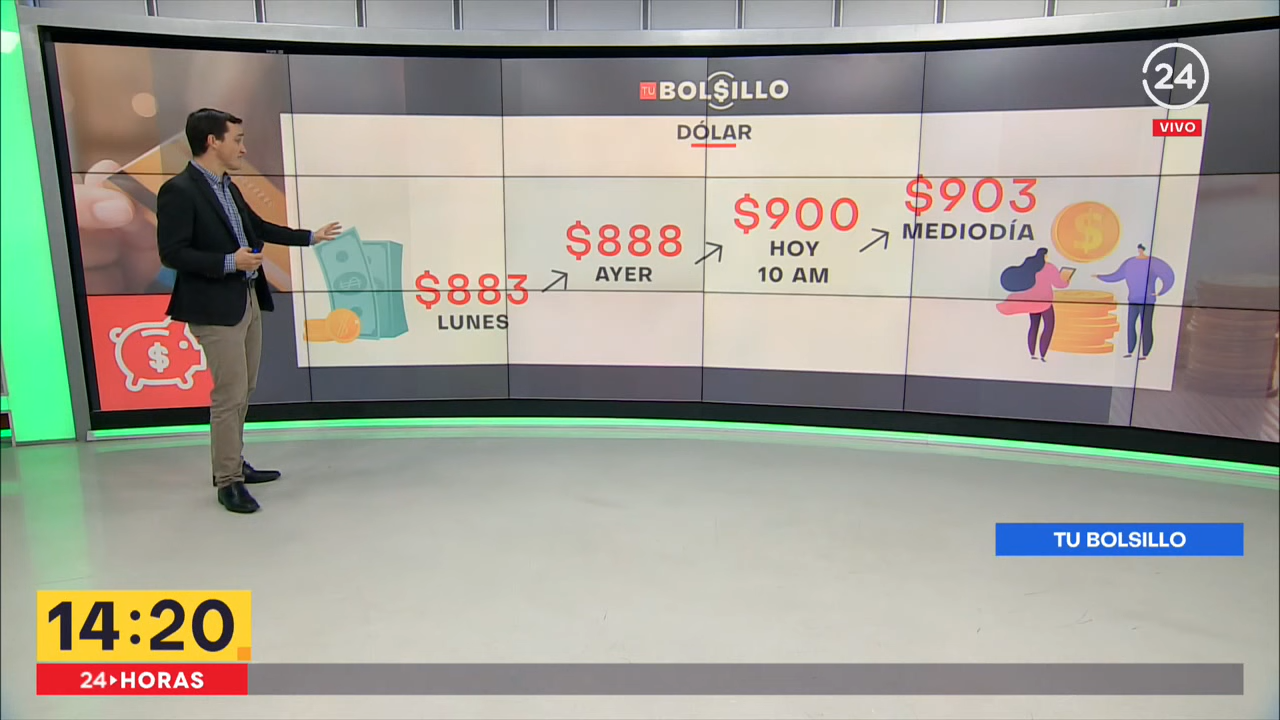 TU BOLSILLO
DÓLAR
24
VIVO
$883
LUNES
$888
AYER
$900
HOY
10 AM
$903
MEDIODÍA
$
$
TU BOLSILLO
14:20
24 HORAS